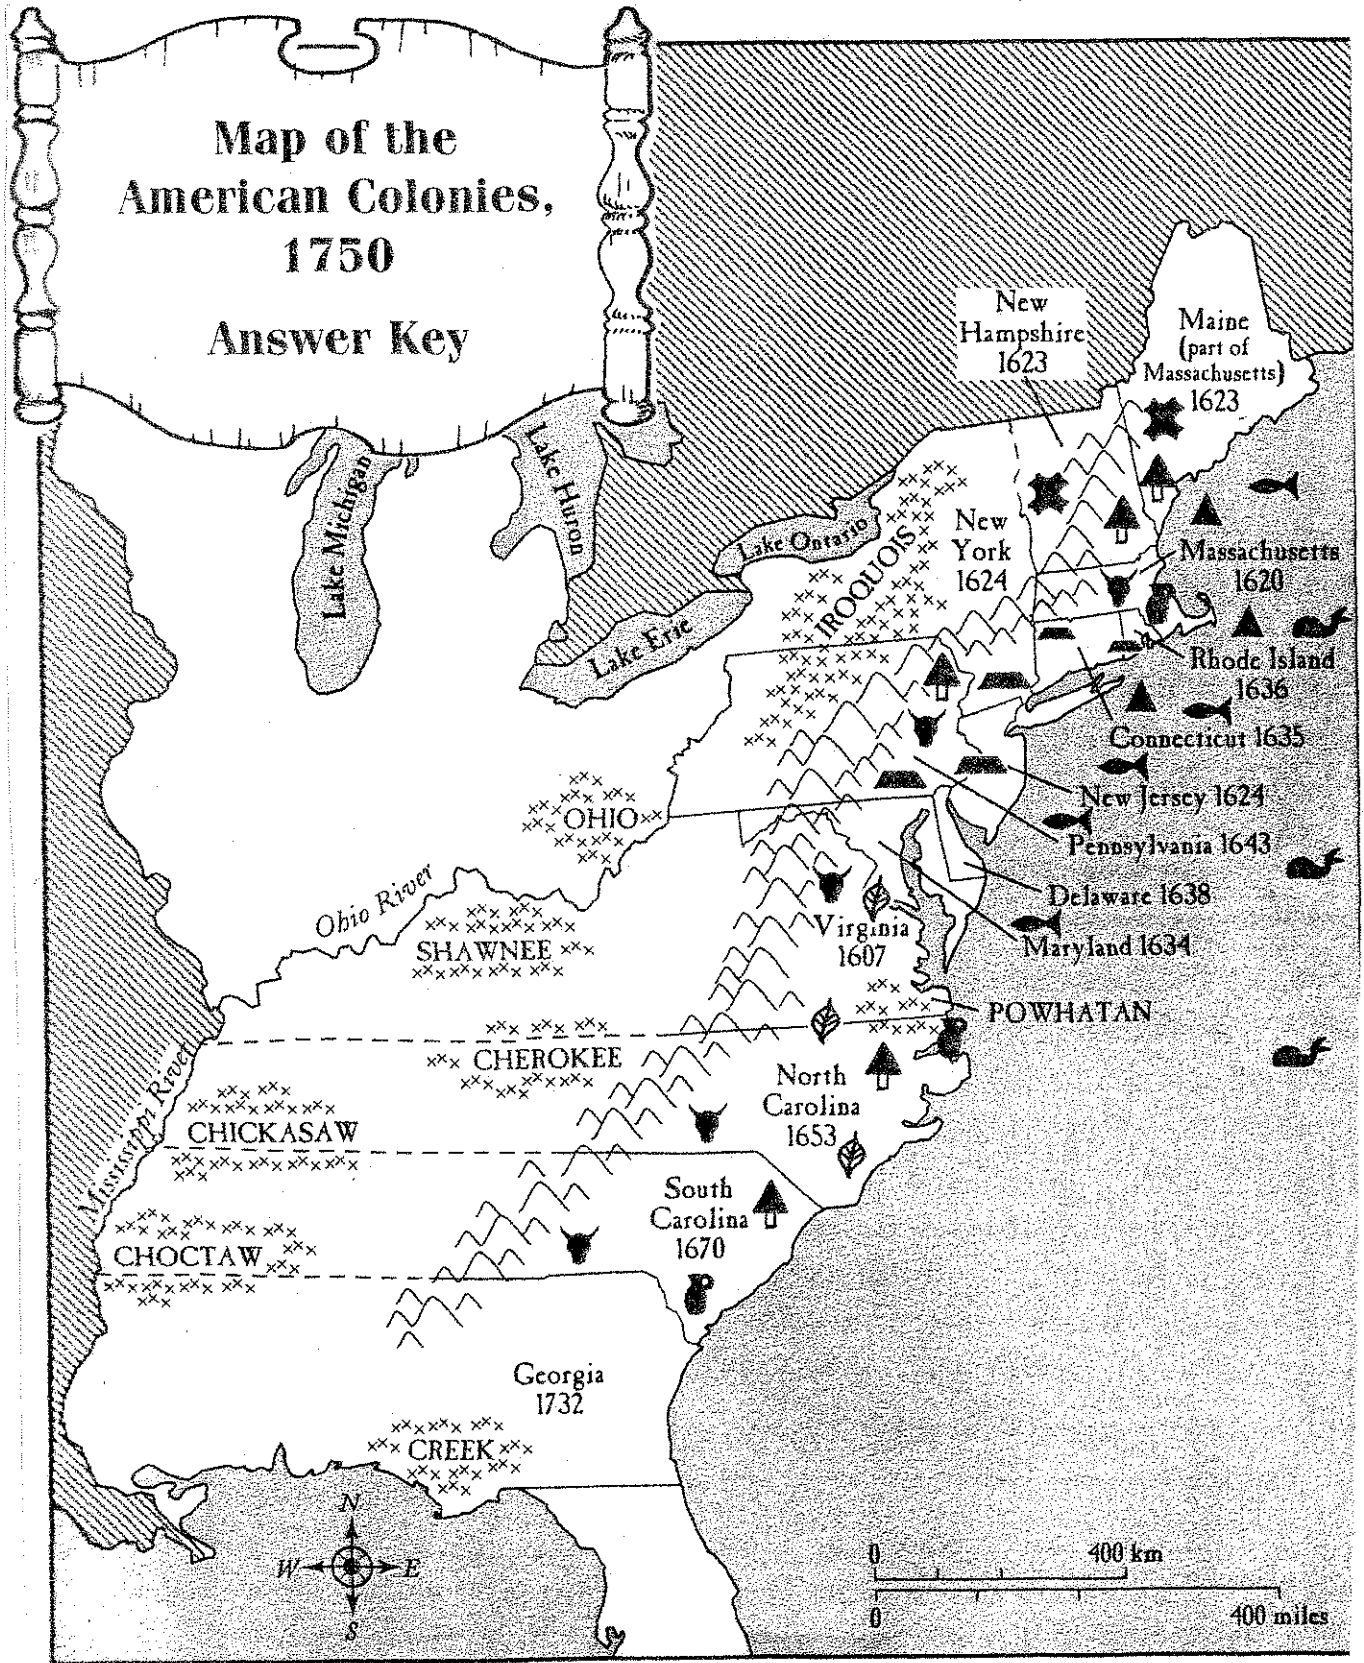 Map of the
American Colonies,
1750
Answer Key
New
Hampshire
1623
Maine
(part of
Massachusetts)
1623
Lake Michigan
Lake Huron
Lake Ontario
Lake Erie
IROQUOIS
New
York
1624
Massachusetts
1620
Rhode Island
1636
Connecticut 1635
New Jersey 1624
Pennsylvania 1643
Delaware 1638
Maryland 1634
OHIO
Ohio River
SHAWNEE
Virginia
1607
POWHATAN
CHEROKEE
Mississippi River
CHICKASAW
North
Carolina
1653
CHOCTAW
South
Carolina
1670
Georgia
1732
CREEK
N
W
E
S
0
400 km
0
400 miles